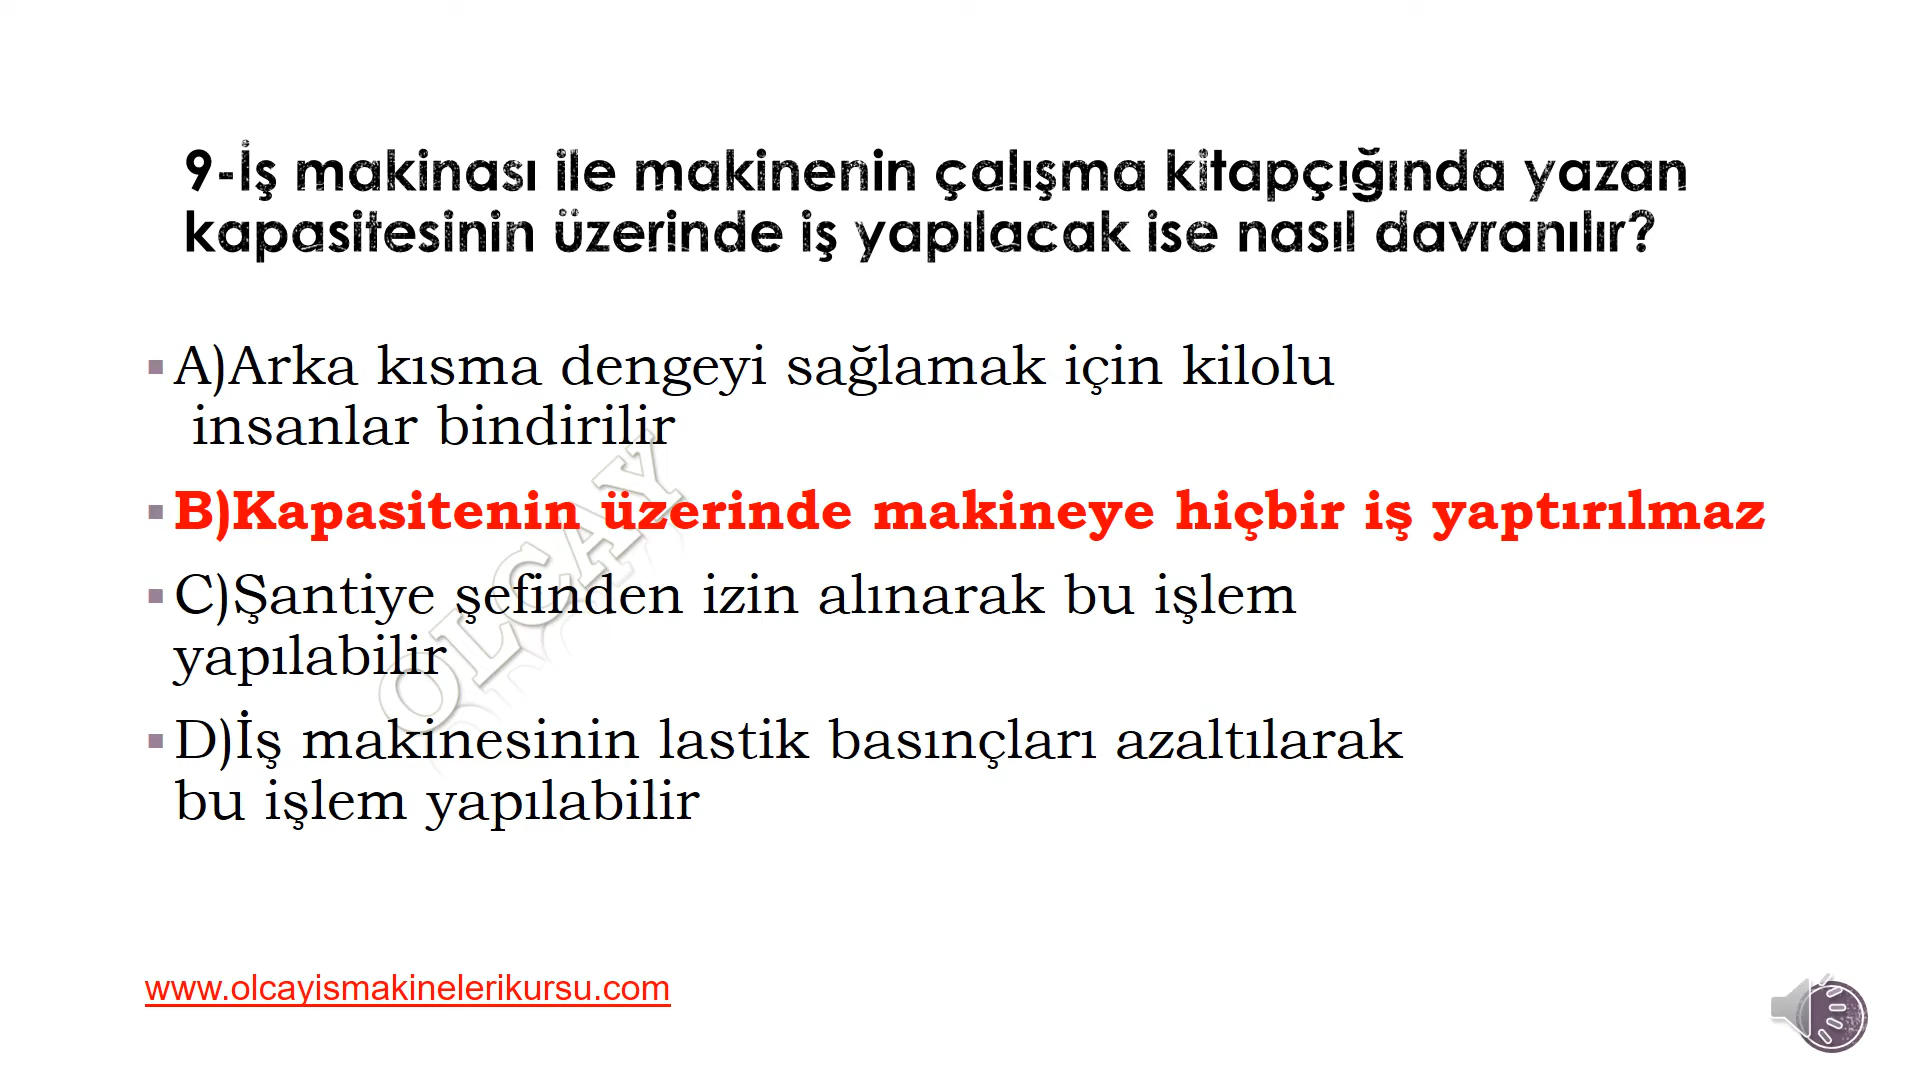 9-İş makinası ile makinenin çalışma kitapçığında yazan
kapasitesinin üzerinde iş yapılacak ise nasıl davranılır?
A)Arka kısma dengeyi sağlamak için kilolu
insanlar bindirilir
B)Kapasitenin üzerinde makineye hiçbir iş yaptırılmaz
C)Şantiye şefinden izin alınarak bu işlem
yapılabilir
D)İş makinesinin lastik basınçları azaltılarak
bu işlem yapılabilir
OLCAY
www.olcayismakinelerikursu.com